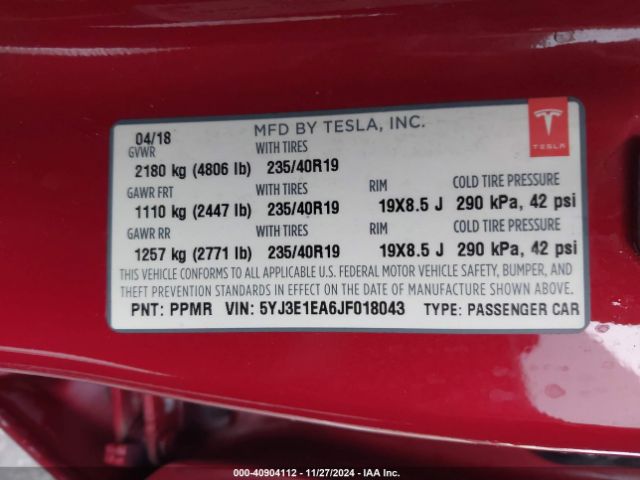 04/18 MFD BY TESLA, INC.
GVWR WITH TIRES
2180 kg (4806 lb) 235/40R19
TESLA
GAWR FRT WITH TIRES RIM COLD TIRE PRESSURE
1110 kg (2447 lb) 235/40R19 19X8.5 J 290 kPa, 42 psi
GAWR RR WITH TIRES RIM COLD TIRE PRESSURE
1257 kg (2771 lb) 235/40R19 19X8.5 J 290 kPa, 42 psi
THIS VEHICLE CONFORMS TO ALL APPLICABLE U.S. FEDERAL MOTOR VEHICLE SAFETY, BUMPER, AND
THEFT PREVENTION STANDARDS IN EFFECT ON THE DATE OF MANUFACTURE SHOWN ABOVE.
PNT: PPMR VIN: 5YJ3E1EA6JF018043 TYPE: PASSENGER CAR
000-40904112 - 11/27/2024 - IAA Inc.